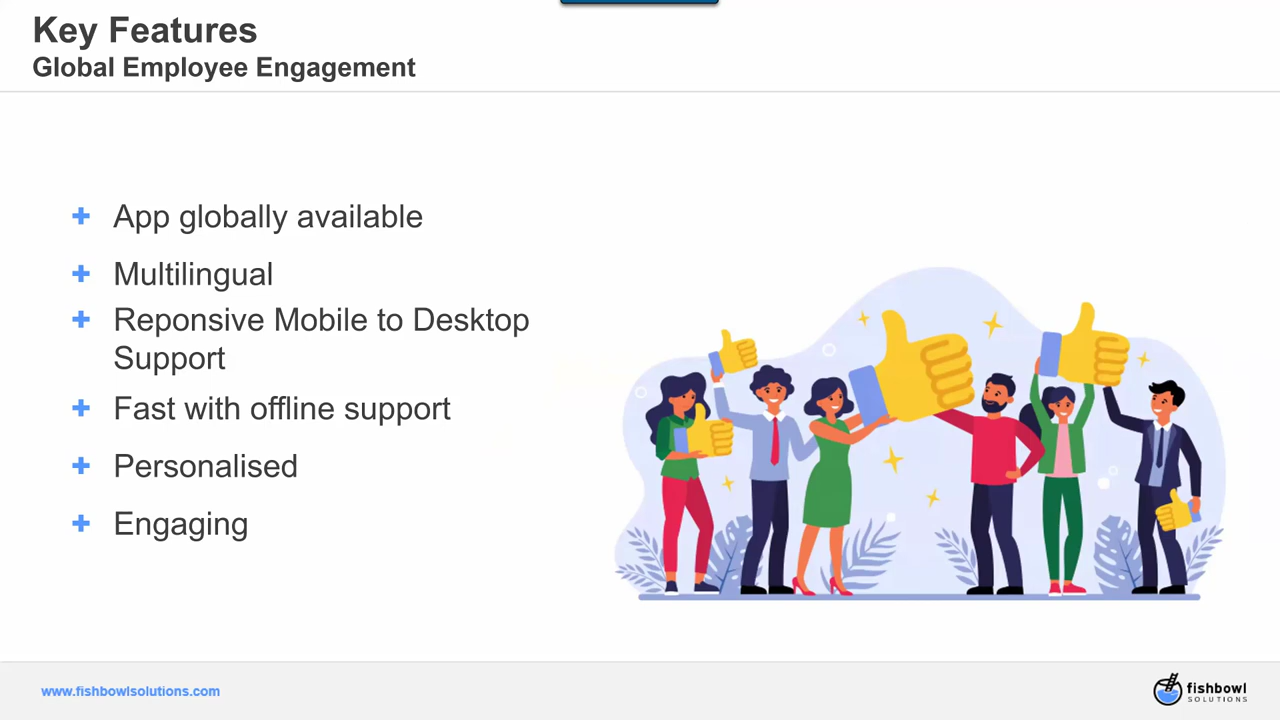 Key Features
Global Employee Engagement
App globally available
Multilingual
Reponsive Mobile to Desktop
Support
Fast with offline support
Personalised
Engaging
www.fishbowlsolutions.com
fishbowl
SOLUTIONS